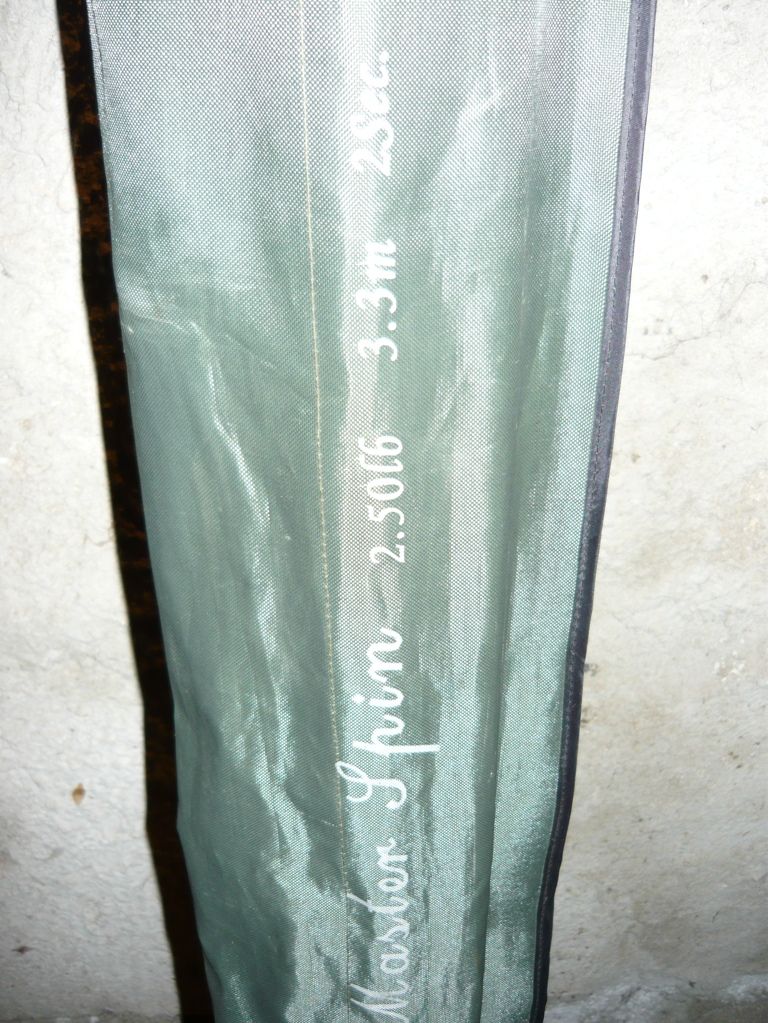 Master Spin 2.50lb 3.3m 2Sec.